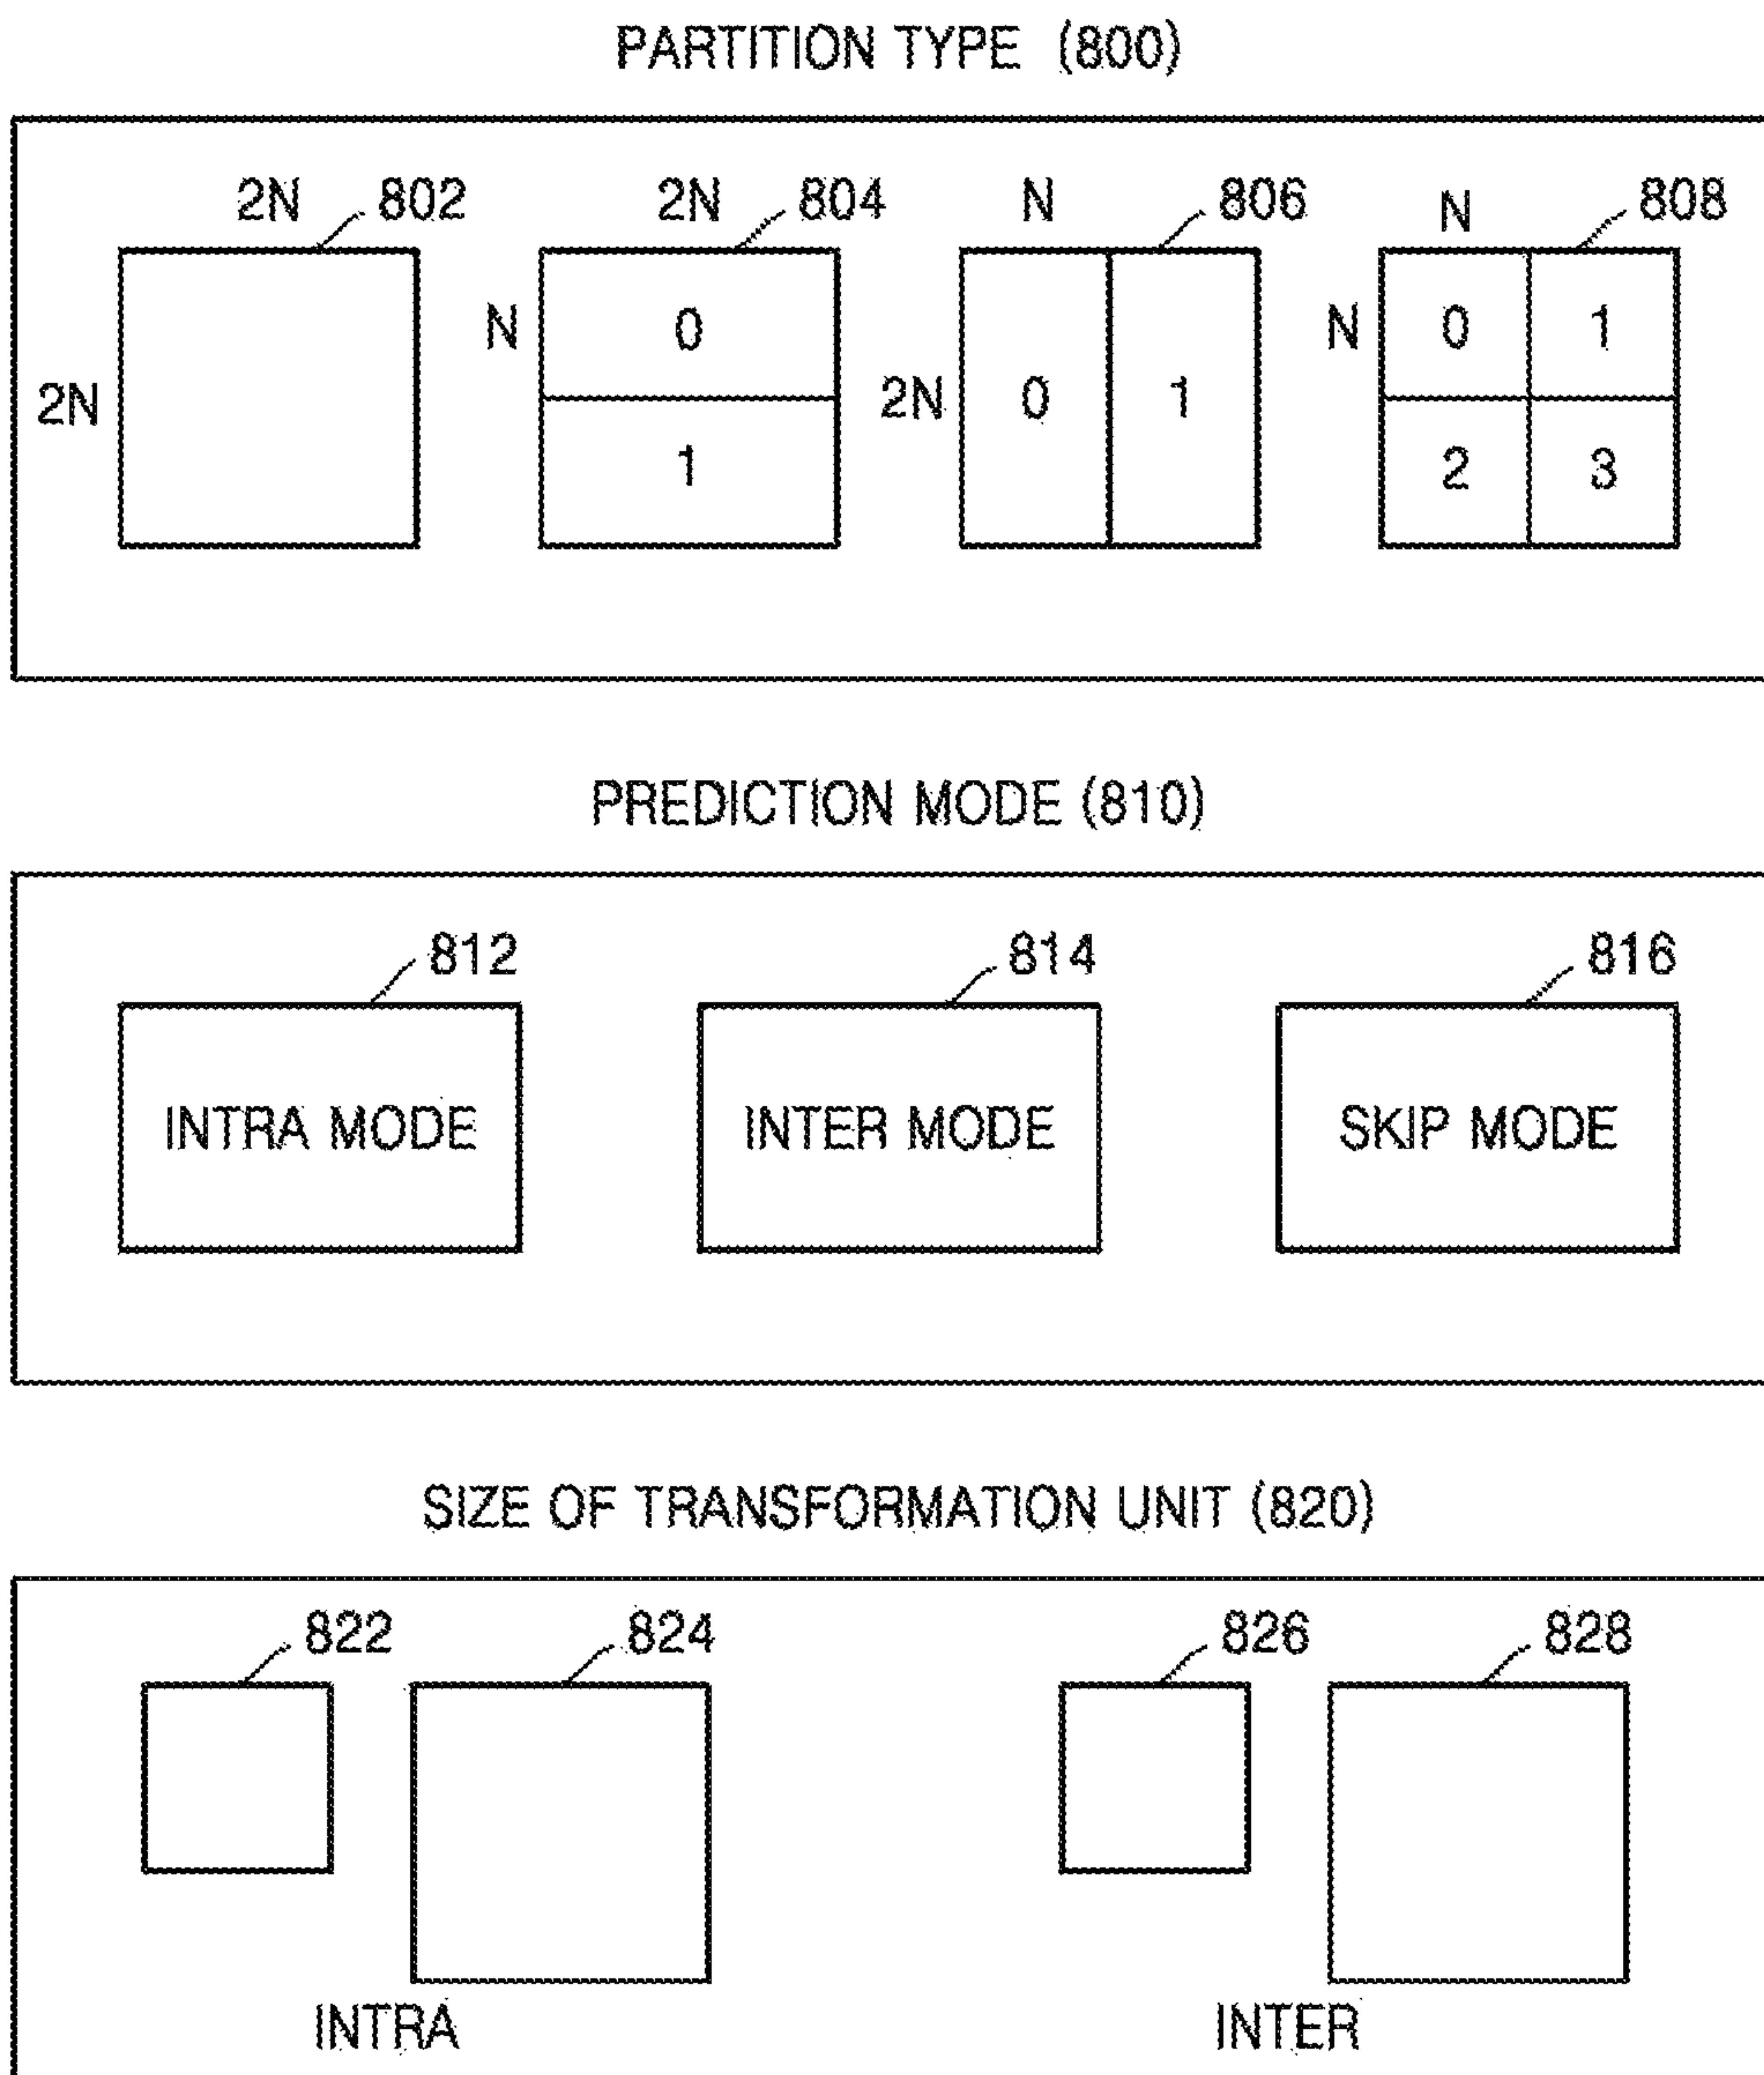 PARTITION TYPE (800)
2N 802 2N 804 N 806 N 808
N 0 N 0 1
2N 2N 0 1
1 2 3
PREDICTION MODE (810)
812 814 816
INTRA MODE INTER MODE SKIP MODE
SIZE OF TRANSFORMATION UNIT (820)
822 824 826 828
INTRA INTER